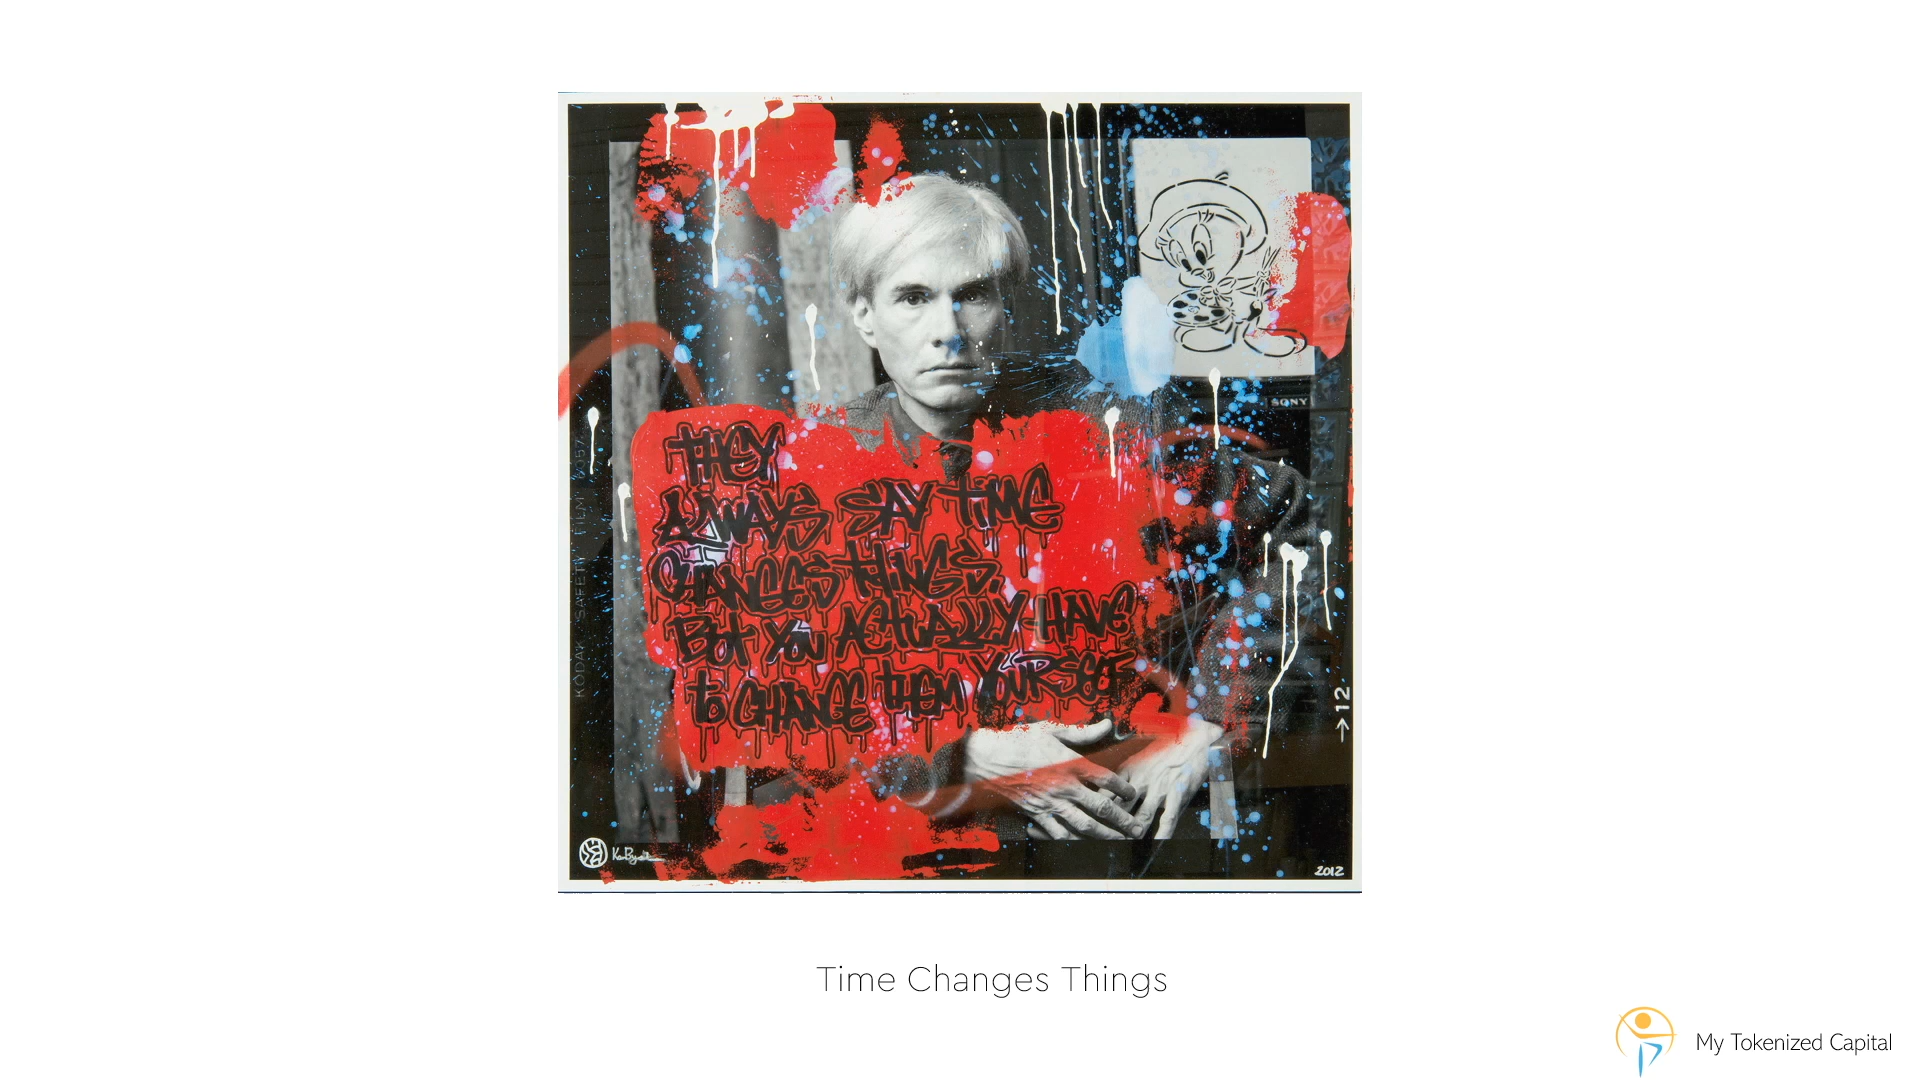 SONY
THEY
ALWAYS SAY TIME
CHANGES THINGS,
BUT YOU ACTUALLY HAVE
TO CHANGE THEM YOURSELF
KODAK SAFETY FILM 6057
→12
2012
Time Changes Things
My Tokenized Capital